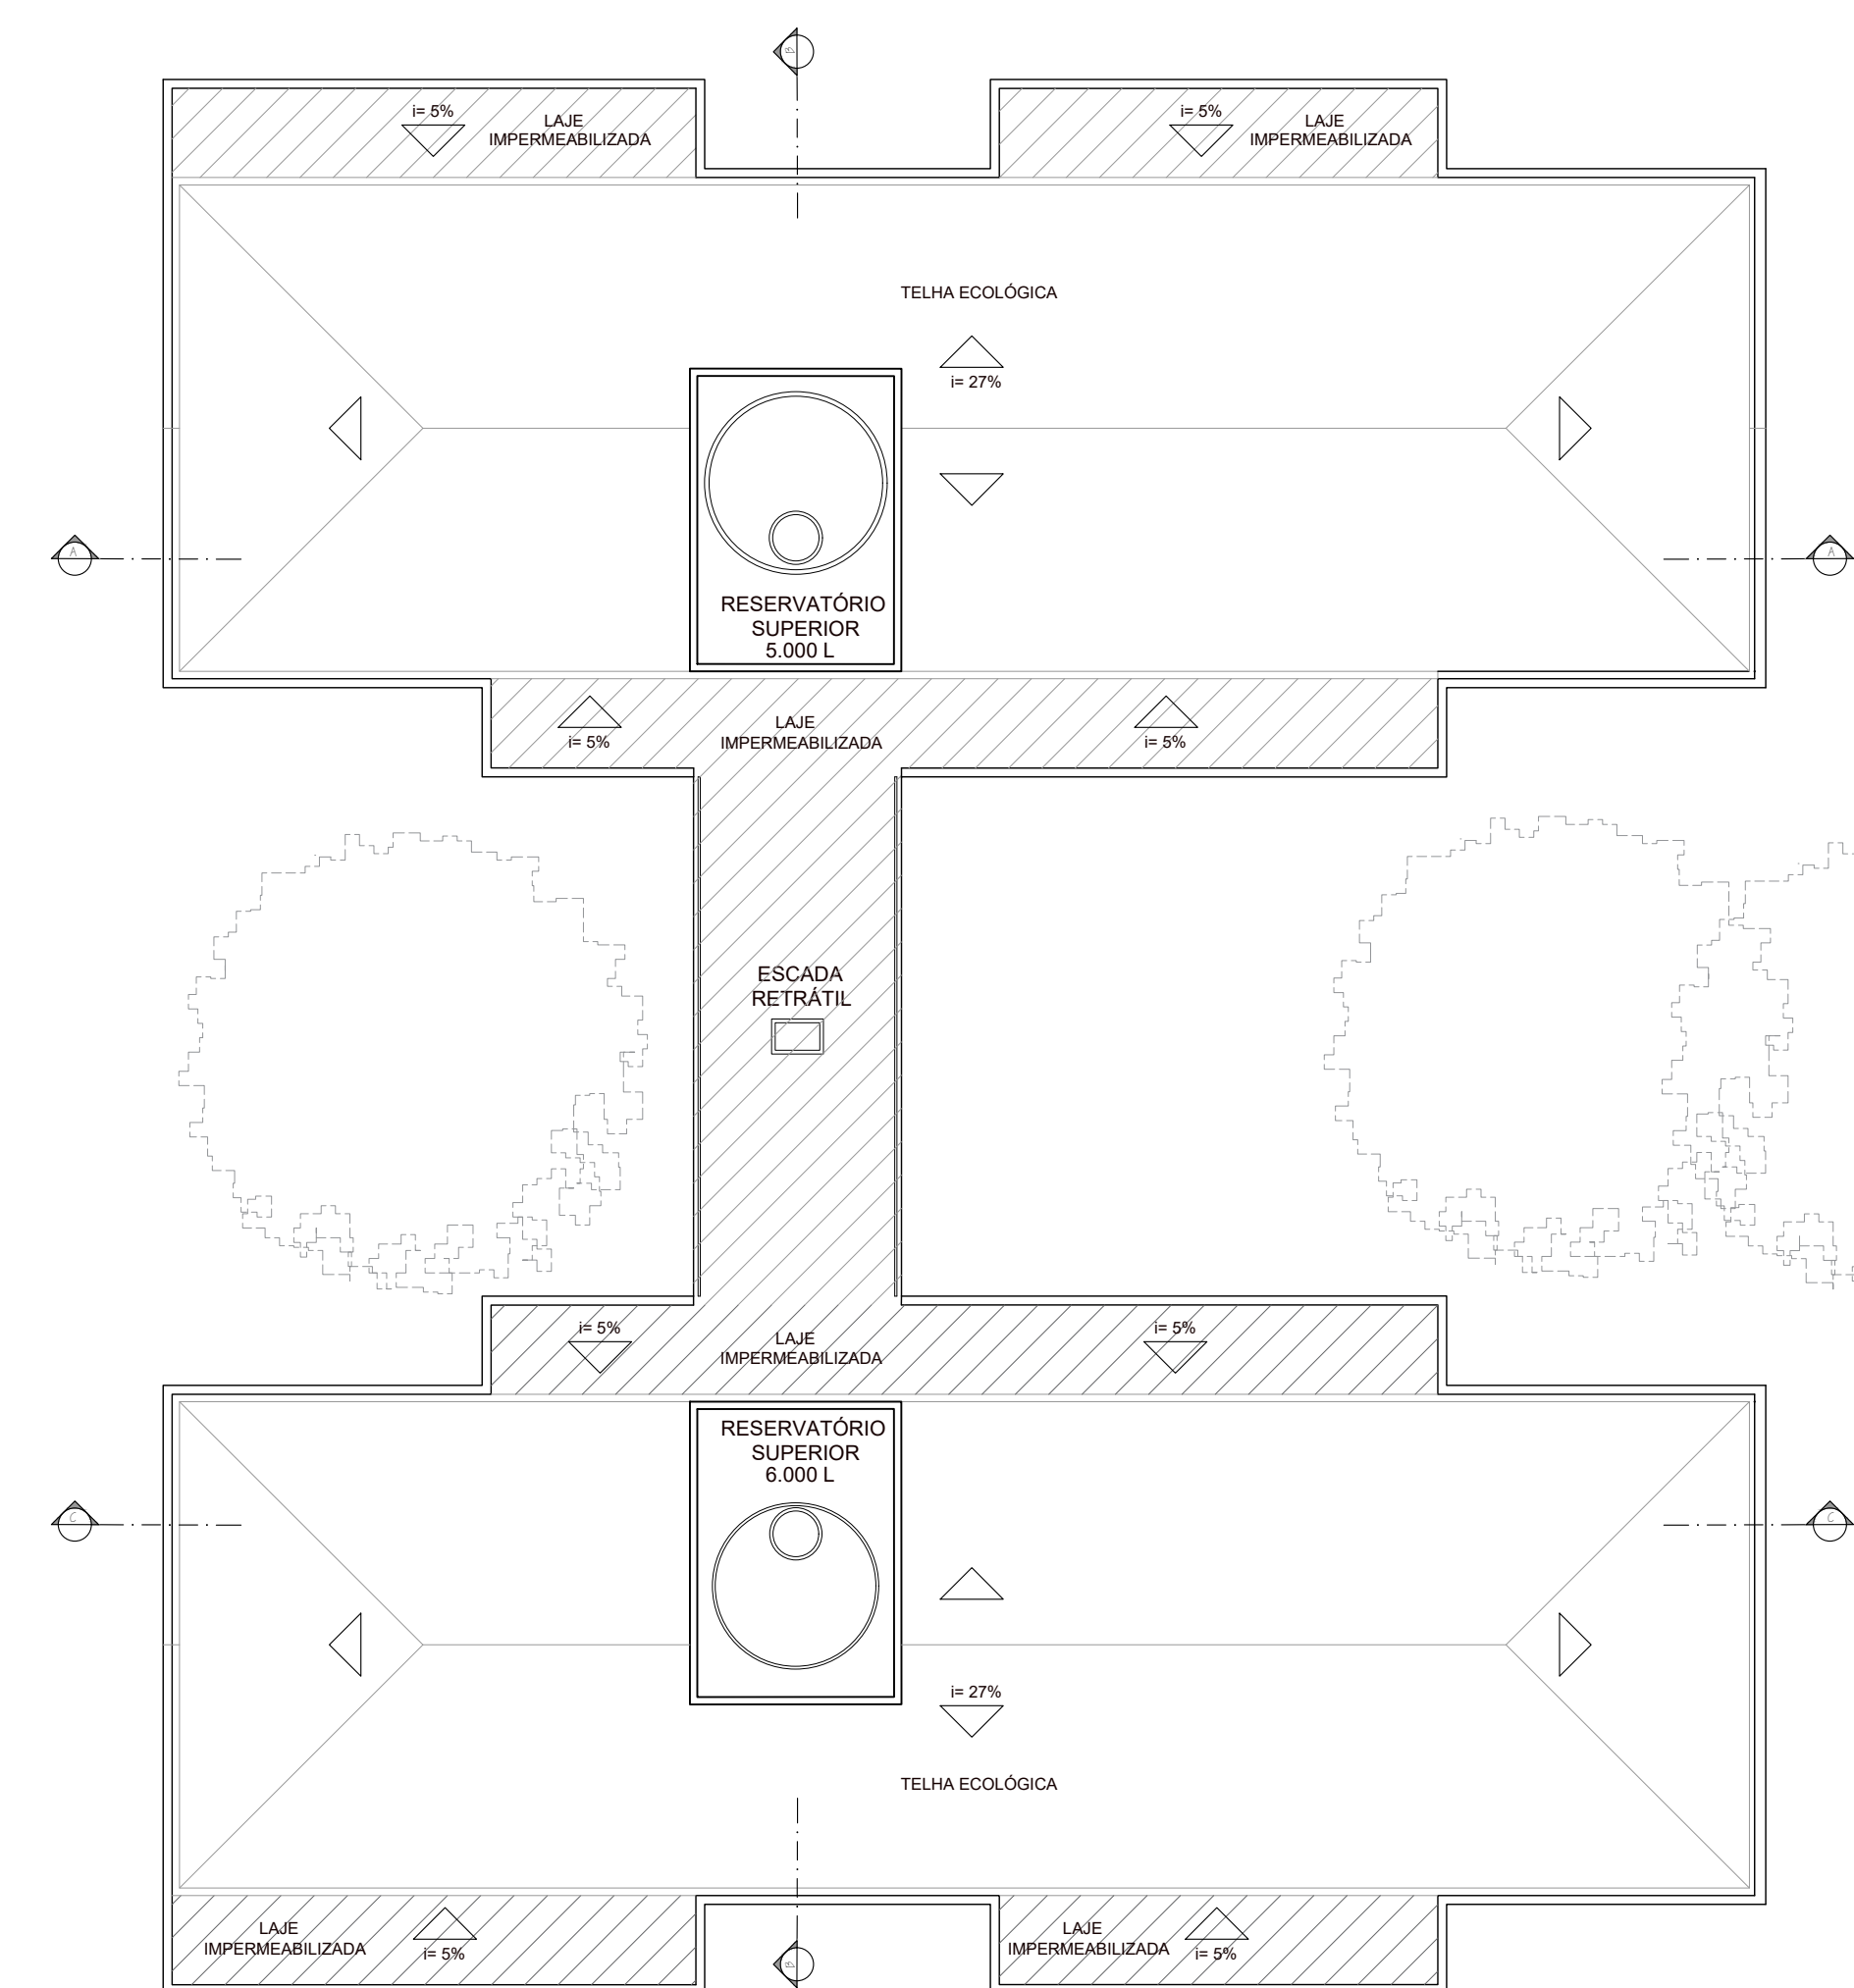 B
i= 5%
LAJE
IMPERMEABILIZADA
i= 5%
LAJE
IMPERMEABILIZADA
TELHA ECOLÓGICA
i= 27%
A
A
RESERVATÓRIO
SUPERIOR
5.000 L
i= 5%
LAJE
IMPERMEABILIZADA
i= 5%
ESCADA
RETRÁTIL
i= 5%
LAJE
IMPERMEABILIZADA
i= 5%
RESERVATÓRIO
SUPERIOR
6.000 L
C
C
i= 27%
TELHA ECOLÓGICA
LAJE
IMPERMEABILIZADA
i= 5%
LAJE
IMPERMEABILIZADA
i= 5%
B